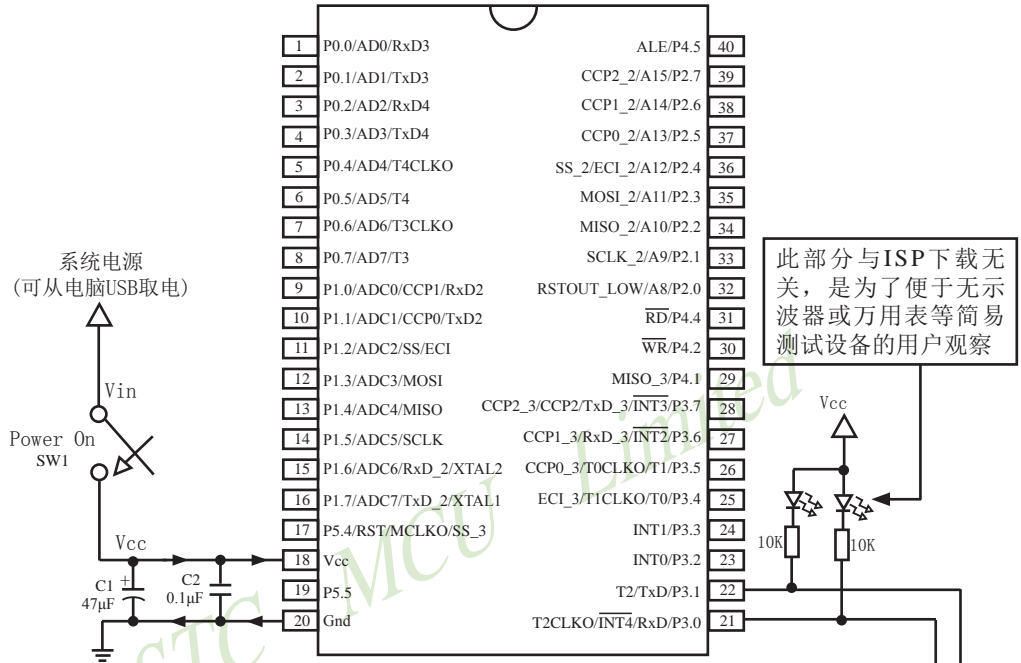 1 P0.0/AD0/RxD3
2 P0.1/AD1/TxD3
3 P0.2/AD2/RxD4
4 P0.3/AD3/TxD4
5 P0.4/AD4/T4CLKO
6 P0.5/AD5/T4
7 P0.6/AD6/T3CLKO
8 P0.7/AD7/T3
9 P1.0/ADC0/CCP1/RxD2
10 P1.1/ADC1/CCP0/TxD2
11 P1.2/ADC2/SS/ECI
12 P1.3/ADC3/MOSI
13 P1.4/ADC4/MISO
14 P1.5/ADC5/SCLK
15 P1.6/ADC6/RxD_2/XTAL2
16 P1.7/ADC7/TxD_2/XTAL1
17 P5.4/RST/MCLKO/SS_3
18 Vcc
19 P5.5
20 Gnd
ALE/P4.5 40
CCP2_2/A15/P2.7 39
CCP1_2/A14/P2.6 38
CCP0_2/A13/P2.5 37
SS_2/ECI_2/A12/P2.4 36
MOSI_2/A11/P2.3 35
MISO_2/A10/P2.2 34
SCLK_2/A9/P2.1 33
RSTOUT_LOW/A8/P2.0 32
RD/P4.4 31
WR/P4.2 30
MISO_3/P4.1 29
CCP2_3/CCP2/TxD_3/INT3/P3.7 28
CCP1_3/RxD_3/INT2/P3.6 27
CCP0_3/T0CLKO/T1/P3.5 26
ECI_3/T1CLKO/T0/P3.4 25
INT1/P3.3 24
INT0/P3.2 23
T2/TxD/P3.1 22
T2CLKO/INT4/RxD/P3.0 21
系统电源
(可从电脑USB取电)
Vin
Power On
SW1
Vcc
C1
+
47μF
C2
0.1μF
此部分与ISP下载无
关，是为了便于无示
波器或万用表等简易
测试设备的用户观察
Vcc
10K
10K
STC MCU Limited